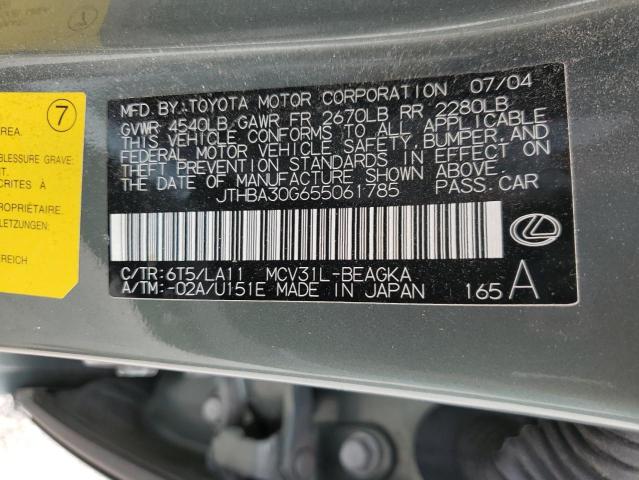 7
AREA.
BLESSURE GRAVE:
CRITES À
PROPRIÉTAIRE.
MFD. BY: TOYOTA MOTOR CORPORATION 07/04
GVWR 4540LB GAWR FR 2670LB RR 2280LB
THIS VEHICLE CONFORMS TO ALL APPLICABLE
FEDERAL MOTOR VEHICLE SAFETY, BUMPER, AND
THEFT PREVENTION STANDARDS IN EFFECT ON
THE DATE OF MANUFACTURE SHOWN ABOVE.
JTHBA30G655061785 PASS. CAR
C/TR: 6T5/LA11 MCV31L-BEAGKA
A/TM: -02A/U151E MADE IN JAPAN 165 A